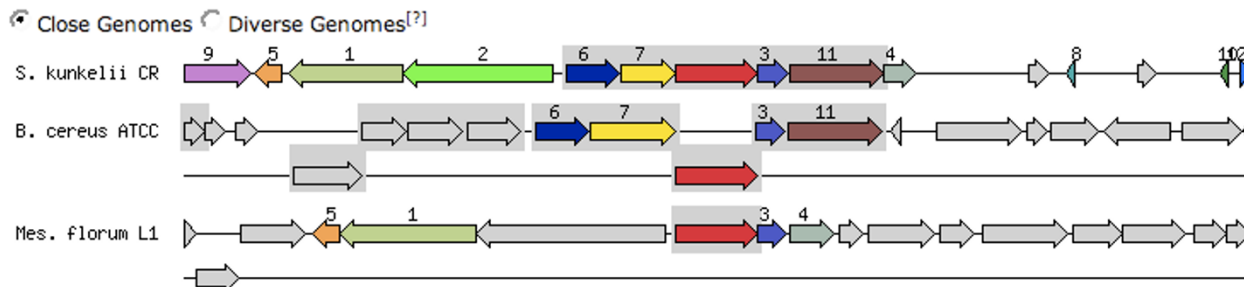 Close Genomes Diverse Genomes[?]
9 5 1 2 6 7 3 11 4 8
S. kunkelii CR
6 7 3 11
B. cereus ATCC
5 1 3 4
Mes. florum L1